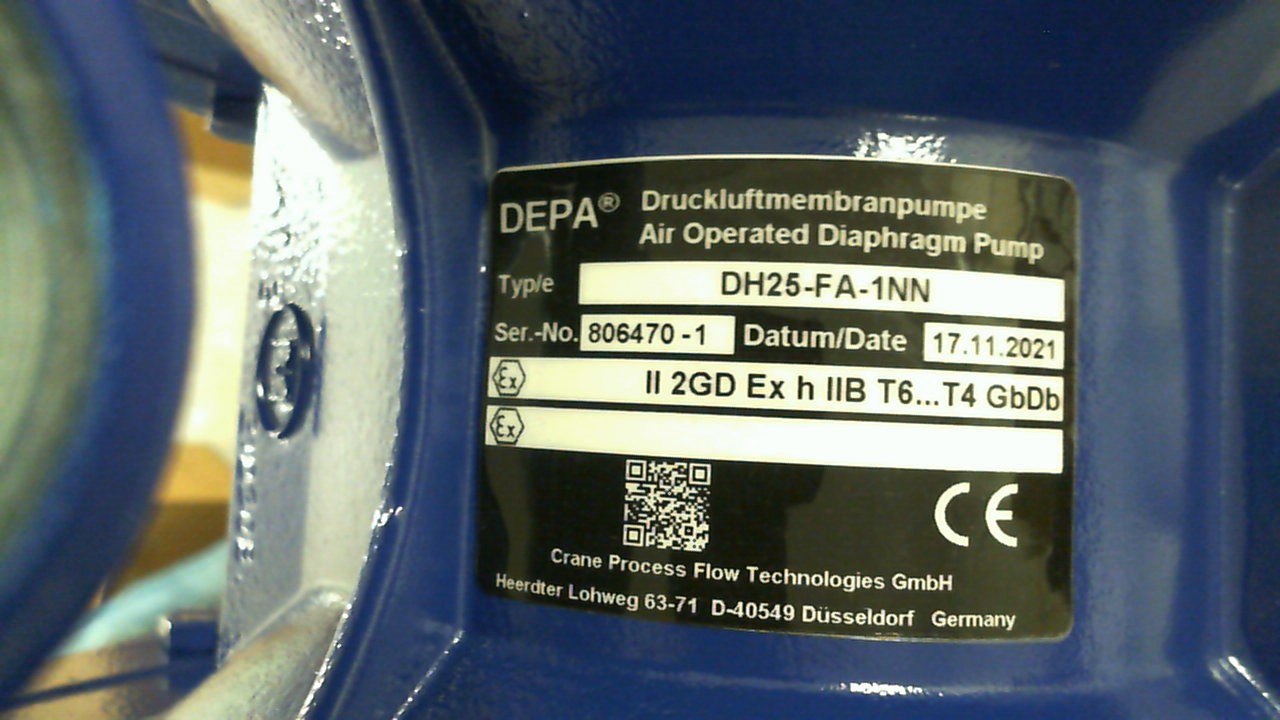 DEPA® Druckluftmembranpumpe
Air Operated Diaphragm Pump
Typ/e DH25-FA-1NN
Ser.-No. 806470-1 Datum/Date 17.11.2021
Ex II 2GD Ex h IIB T6...T4 GbDb
Ex
CE
Crane Process Flow Technologies GmbH
Heerdter Lohweg 63-71 D-40549 Düsseldorf Germany